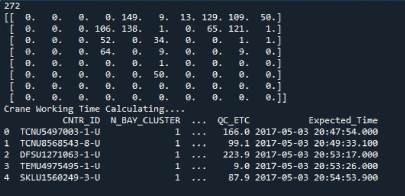 272
[[  0.   0.   0.   0. 149.   9.  13. 129. 109.  50.]
 [  0.   0.   0. 106. 138.   1.   0.  65. 121.   1.]
 [  0.   0.   0.  52.   0.  34.   0.   0.   1.   1.]
 [  0.   0.   0.  64.   0.   9.   0.   0.   9.   0.]
 [  0.   0.   0.   0.   0.   1.   0.   0.   0.   0.]
 [  0.   0.   0.   0.   0.  50.   0.   0.   0.   0.]
 [  0.   0.   0.   0.   0.   0.   0.   0.   0.   0.]
 [  0.   0.   0.   0.   0.   0.   0.   0.   0.   0.]]
Crane Working Time Calculating....
CNTR_ID  N_BAY_CLUSTER  ...  QC_ETC  Expected_Time
0  TCNU5497003-1-U  1  ...  166.0 2017-05-03 20:47:54.000
1  TCNU8568543-8-U  1  ...  99.1 2017-05-03 20:49:33.100
2  DFSU1271063-1-U  1  ...  223.9 2017-05-03 20:53:17.000
3  TEMU4975495-1-U  1  ...  9.0 2017-05-03 20:53:26.000
4  SKLU1560249-3-U  1  ...  87.9 2017-05-03 20:54:53.900